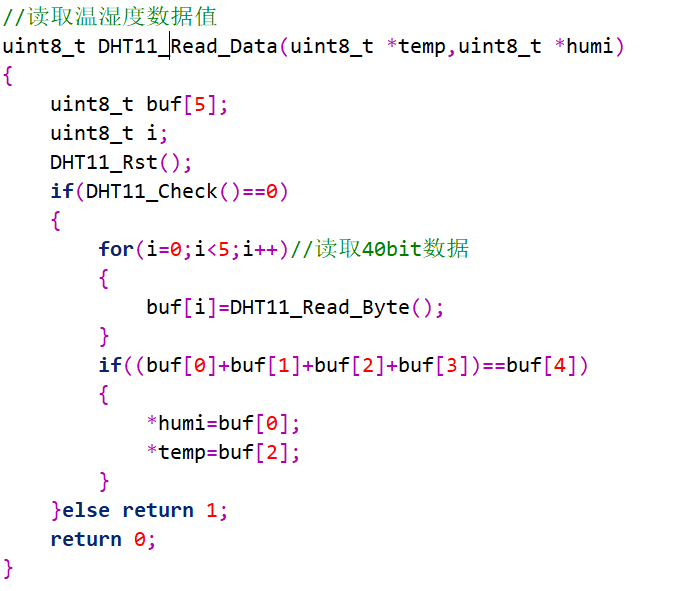 //读取温湿度数据值
uint8_t DHT11_Read_Data(uint8_t *temp,uint8_t *humi)
{
    uint8_t buf[5];
    uint8_t i;
    DHT11_Rst();
    if(DHT11_Check()==0)
    {
        for(i=0;i<5;i++)//读取40bit数据
        {
            buf[i]=DHT11_Read_Byte();
        }
        if((buf[0]+buf[1]+buf[2]+buf[3])==buf[4])
        {
            *humi=buf[0];
            *temp=buf[2];
        }
    }else return 1;
    return 0;
}